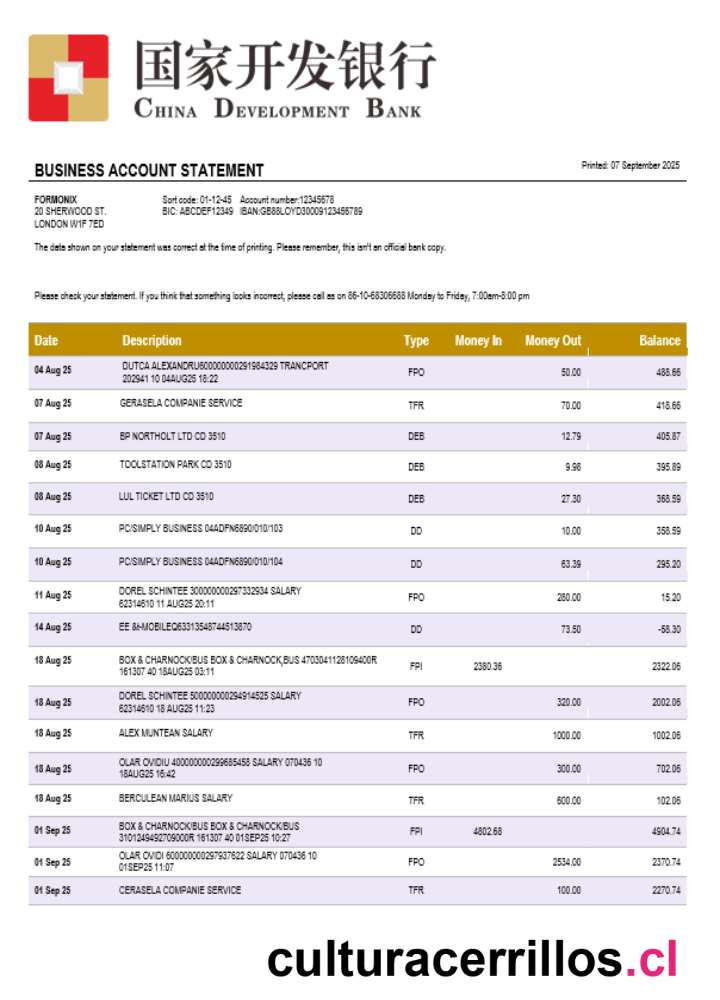 国家开发银行
CHINA DEVELOPMENT BANK
BUSINESS ACCOUNT STATEMENT
Printed: 07 September 2025
FORMONIX
Sort code: 01-12-45 Account number:12345678
20 SHERWOOD ST.
BIC: ABCDEF12349 IBAN:GB88LOYD30009123456789
LONDON W1F 7ED
The data shown on your statement was correct at the time of printing. Please remember, this isn't an official bank copy.
Please check your statement. If you think that something looks incorrect, please call as on 86-10-68306688 Monday to Friday, 7:00am-8:00 pm
Date Description Type Money In Money Out Balance
04 Aug 25 DUTCA ALEXANDRU600000000291984329 TRANCPORT FPO 50.00 488.66
202941 10 04AUG25 18:22
07 Aug 25 GERASELA COMPANIE SERVICE TFR 70.00 418.66
07 Aug 25 BP NORTHOLT LTD CD 3510 DEB 12.79 405.87
08 Aug 25 TOOLSTATION PARK CD 3510 DEB 9.98 395.89
08 Aug 25 LUL TICKET LTD CD 3510 DEB 27.30 368.59
10 Aug 25 PC/SIMPLY BUSINESS 04ADFN6890/010/103 DD 10.00 358.59
10 Aug 25 PC/SIMPLY BUSINESS 04ADFN6890/010/104 DD 63.39 295.20
11 Aug 25 DOREL SCHINTEE 300000000297332934 SALARY FPO 280.00 15.20
62314610 11 AUG25 20:11
14 Aug 25 EE &t-MOBILEQ63313548744513870 DD 73.50 -58.30
18 Aug 25 BOX & CHARNOCK/BUS BOX & CHARNOCK,BUS 4703041128109400R FPI 2380.36 2322.06
161307 40 18AUG25 03:11
18 Aug 25 DOREL SCHINTEE 500000000294914525 SALARY FPO 320.00 2002.06
62314610 18 AUG25 11:23
18 Aug 25 ALEX MUNTEAN SALARY TFR 1000.00 1002.06
18 Aug 25 OLAR OVIDIU 400000000299685458 SALARY 070436 10 FPO 300.00 702.06
18AUG25 16:42
18 Aug 25 BERCULEAN MARIUS SALARY TFR 600.00 102.06
01 Sep 25 BOX & CHARNOCK/BUS BOX & CHARNOCK/BUS FPI 4802.68 4904.74
3101249492709000R 161307 40 01SEP25 10:27
01 Sep 25 OLAR OVIDI 600000000297937622 SALARY 070436 10 FPO 2534.00 2370.74
01SEP25 11:07
01 Sep 25 CERASELA COMPANIE SERVICE TFR 100.00 2270.74
culturacerrillos.cl